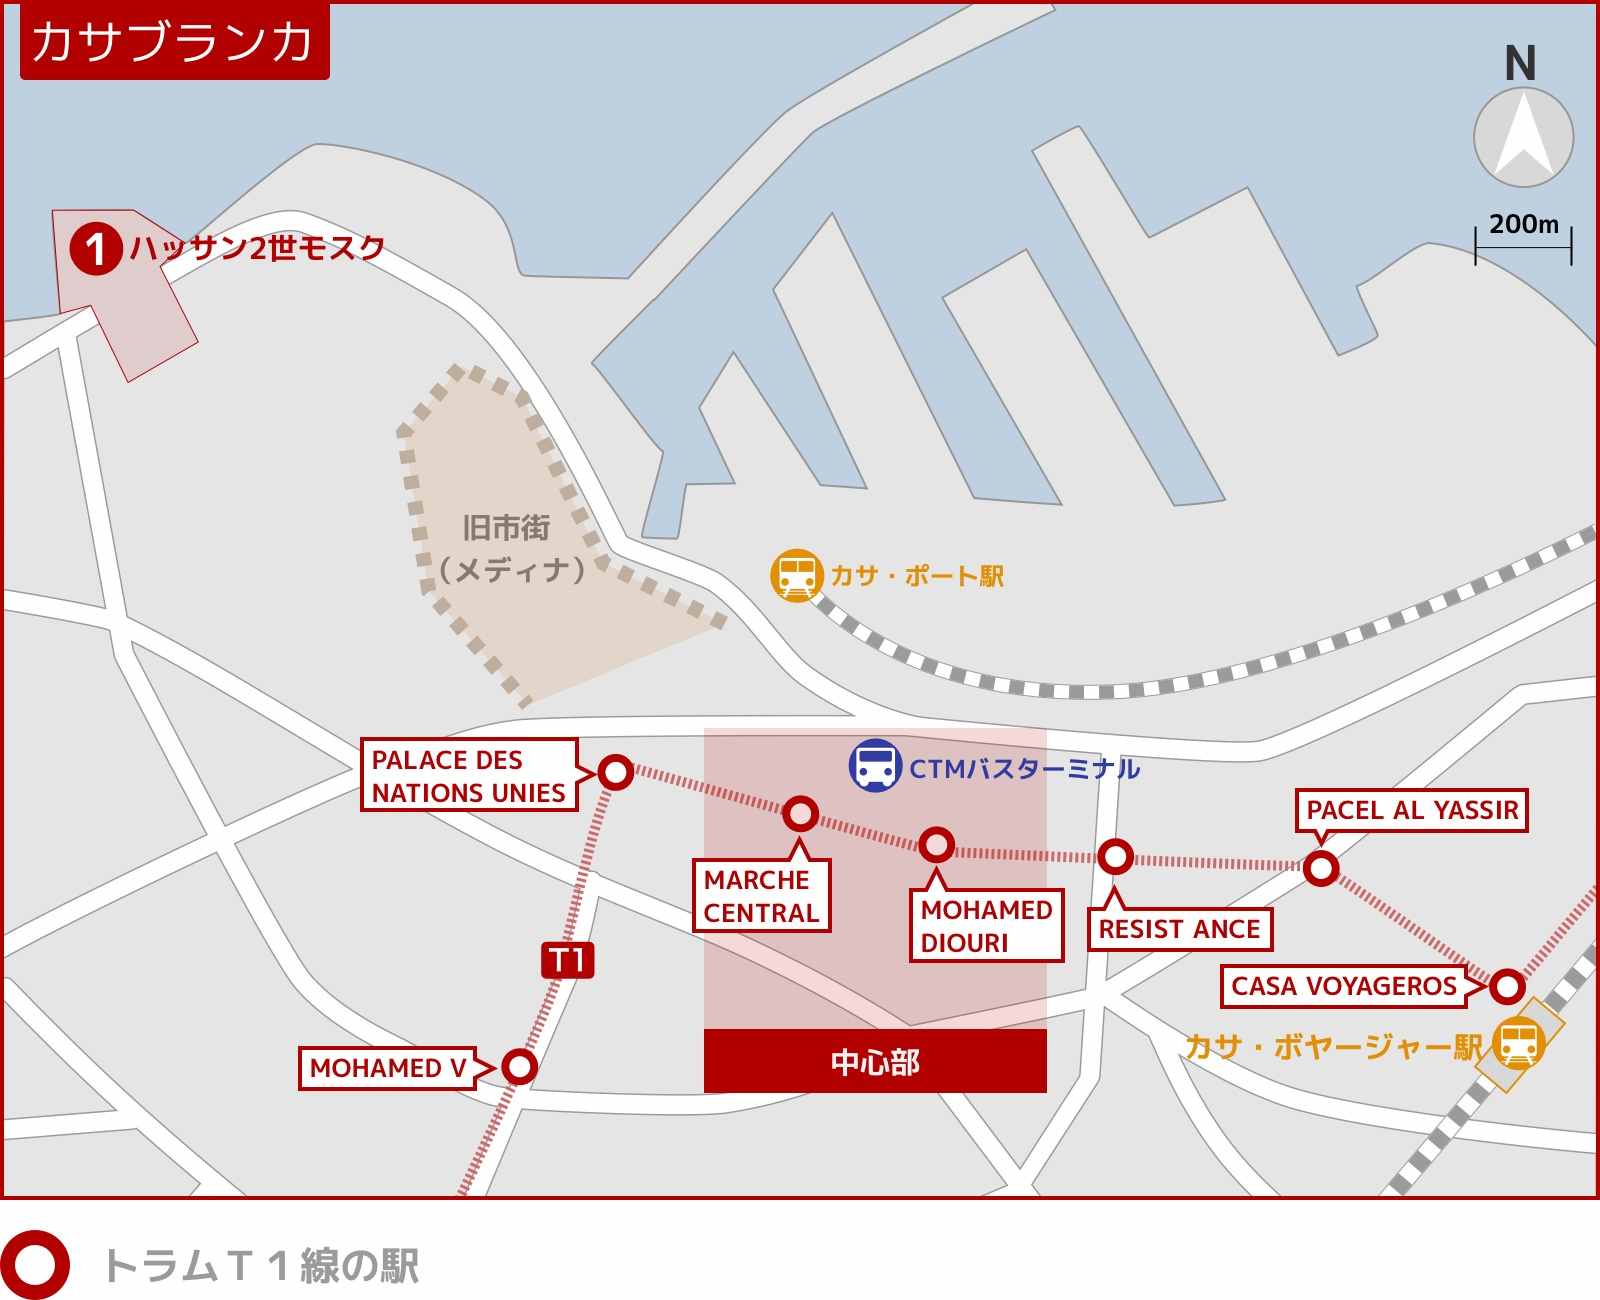 カサブランカ
N
200m
1
ハッサン2世モスク
旧市街
（メディナ）
カサ・ポート駅
PALACE DES
NATIONS UNIES
CTMバスターミナル
PACEL AL YASSIR
MARCHE
CENTRAL
MOHAMED
DIOURI
RESIST ANCE
T1
CASA VOYAGEROS
カサ・ボヤージャー駅
MOHAMED V
中心部
トラムＴ１線の駅